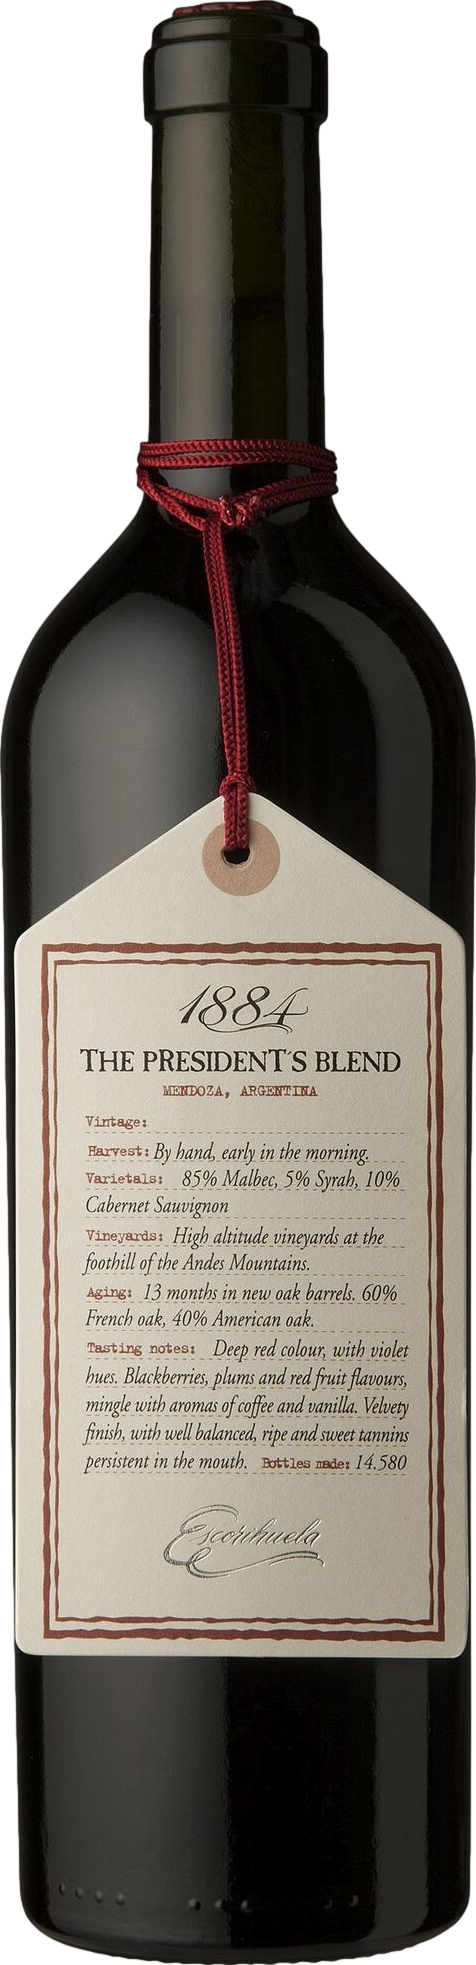 1884
THE PRESIDENT´S BLEND
MENDOZA, ARGENTINA
Vintage:
Harvest: By hand, early in the morning.
Varietals: 85% Malbec, 5% Syrah, 10%
Cabernet Sauvignon
Vineyards: High altitude vineyards at the
foothill of the Andes Mountains.
Aging: 13 months in new oak barrels. 60%
French oak, 40% American oak.
Tasting notes: Deep red colour, with violet
hues. Blackberries, plums and red fruit flavours,
mingle with aromas of coffee and vanilla. Velvety
finish, with well balanced, ripe and sweet tannins
persistent in the mouth. Bottles made: 14.580
Escorihuela